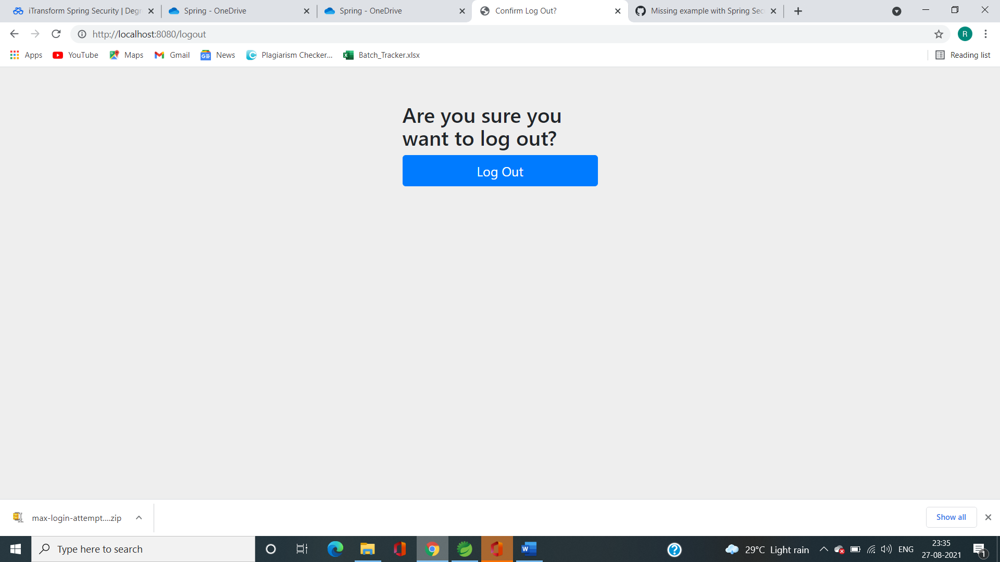 iTransform Spring Security | Degr
Spring - OneDrive
Spring - OneDrive
Confirm Log Out?
Missing example with Spring Sec
http://localhost:8080/logout
R
Apps
YouTube
Maps
Gmail
News
Plagiarism Checker...
Batch_Tracker.xlsx
Reading list
Are you sure you
want to log out?
Log Out
max-login-attempt....zip
Show all
Type here to search
29°C Light rain
ENG
23:35
27-08-2021
1